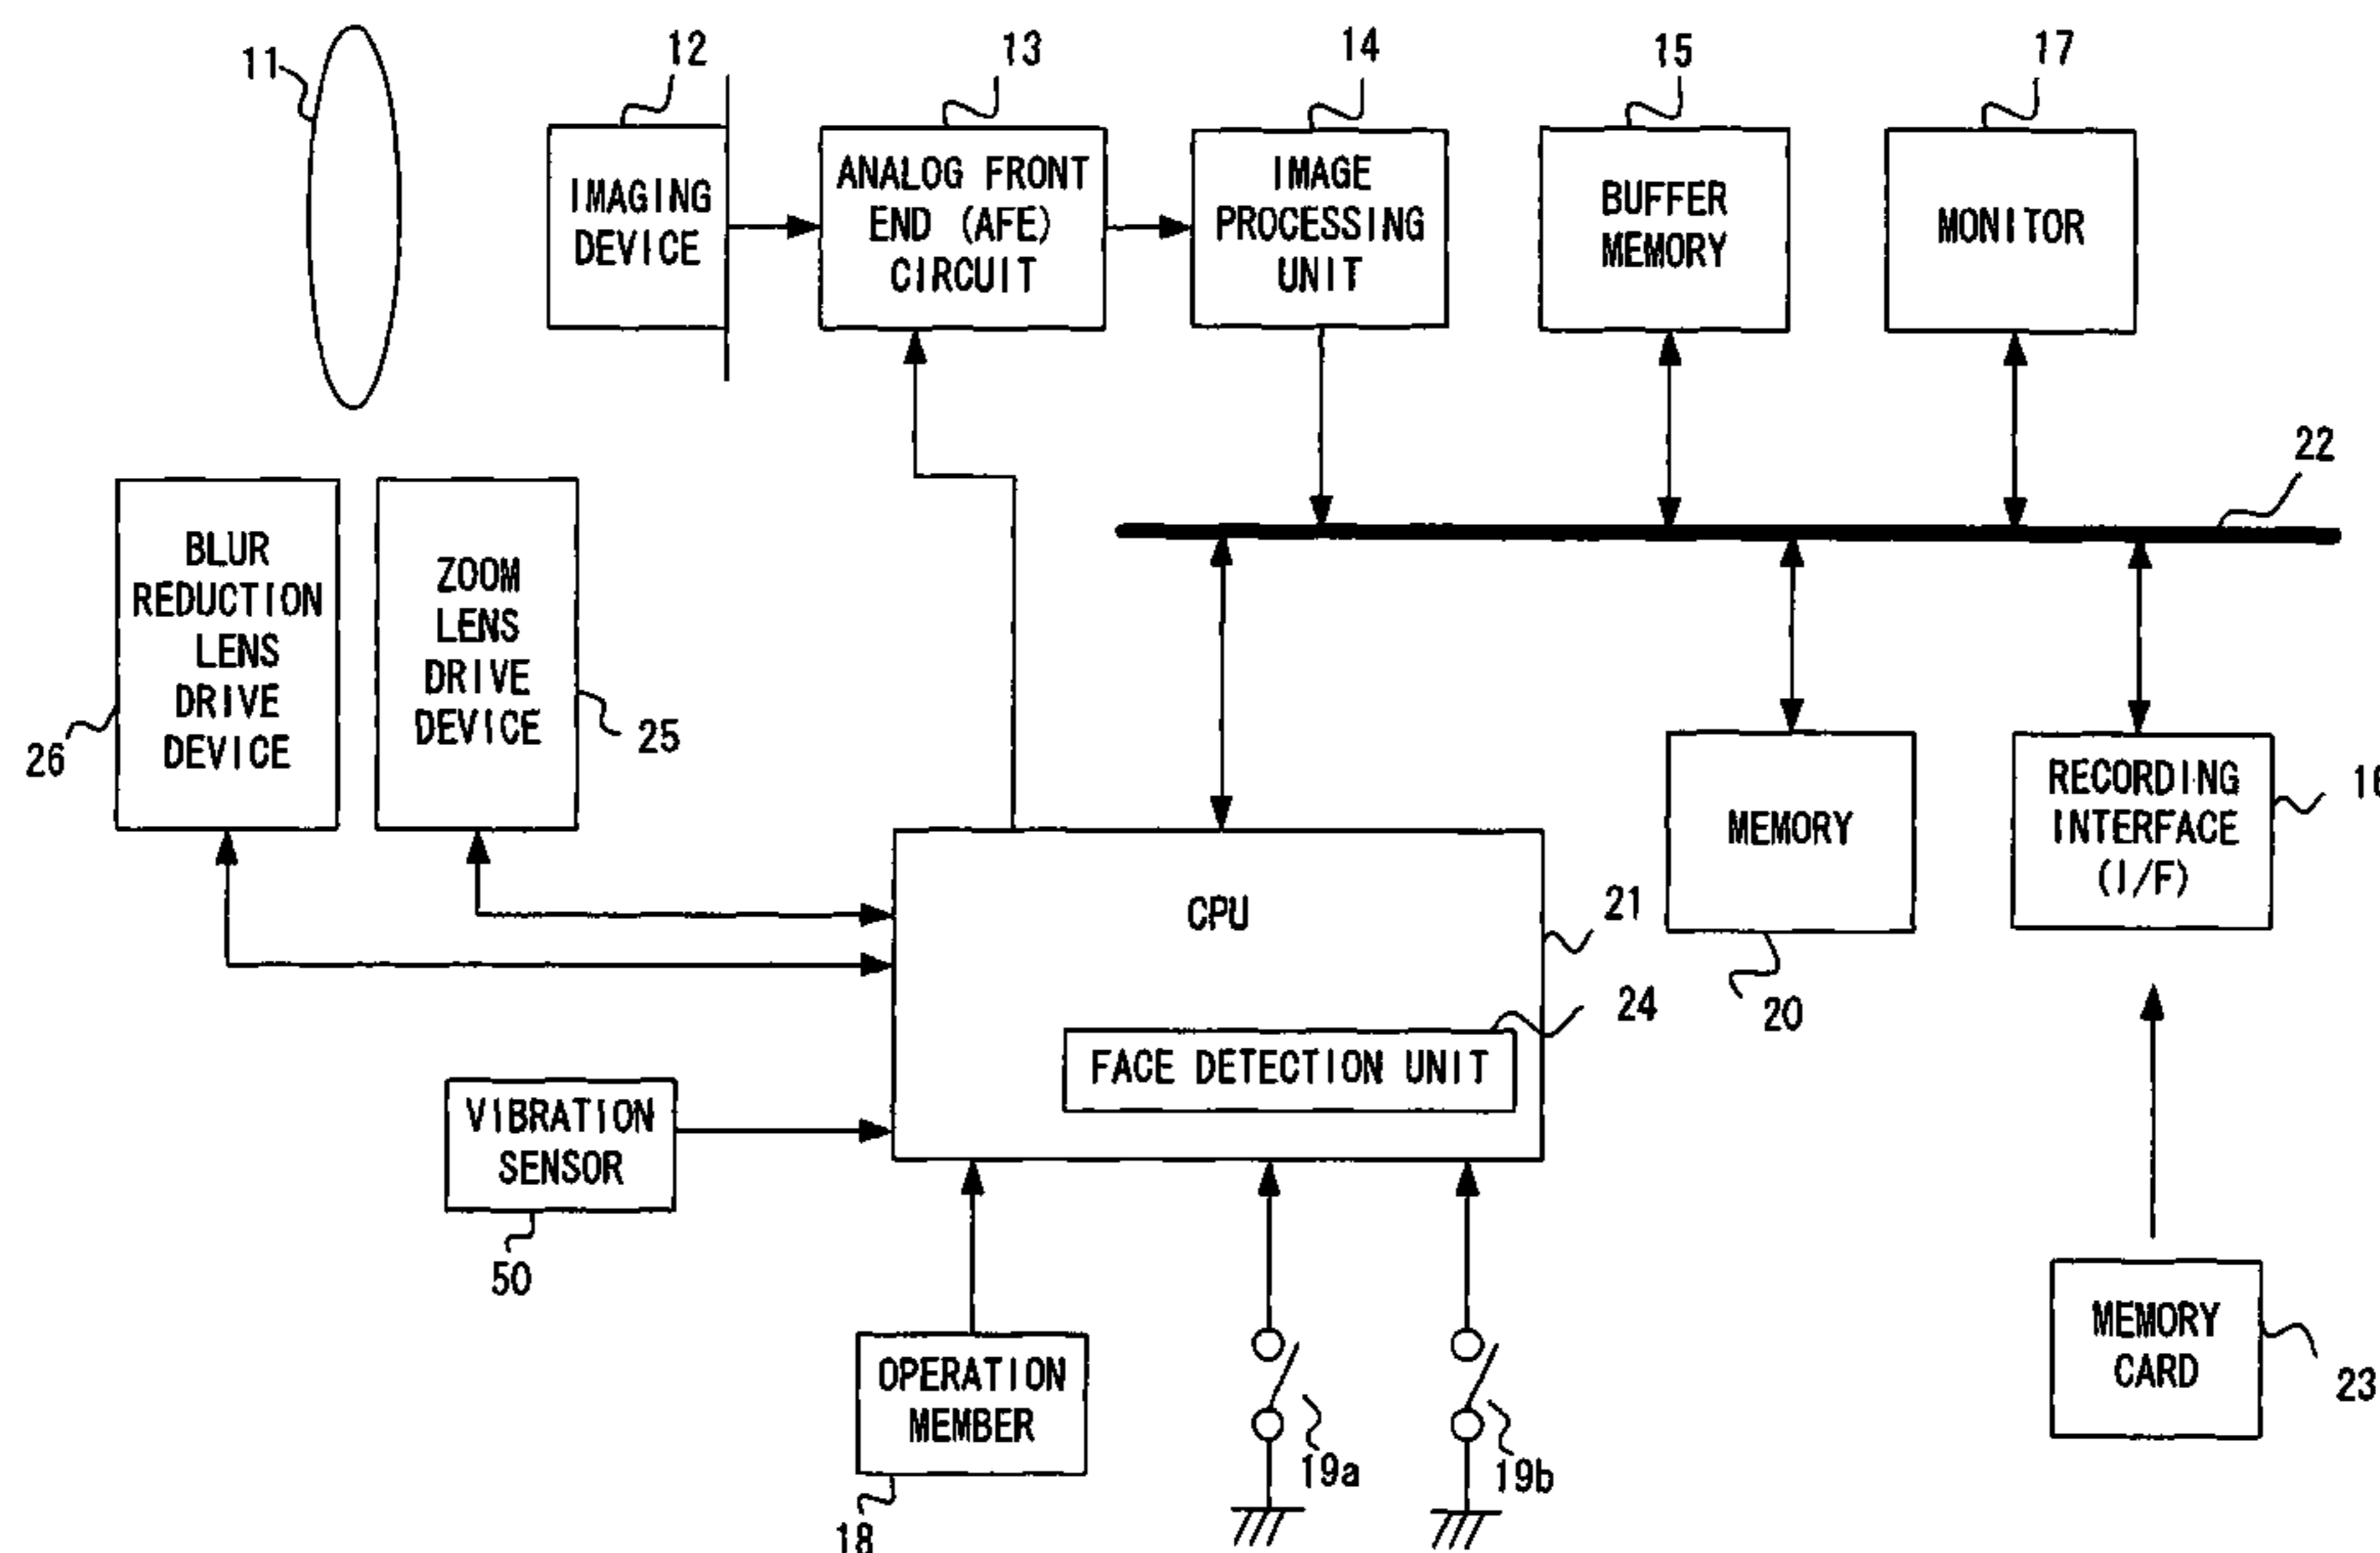 11
12
13
14
15
17
IMAGING
DEVICE
ANALOG FRONT
END (AFE)
CIRCUIT
IMAGE
PROCESSING
UNIT
BUFFER
MEMORY
MONITOR
22
BLUR
REDUCTION
LENS
DRIVE
DEVICE
26
ZOOM
LENS
DRIVE
DEVICE
25
CPU
21
FACE DETECTION UNIT
24
MEMORY
20
RECORDING
INTERFACE
(I/F)
16
VIBRATION
SENSOR
50
OPERATION
MEMBER
18
19a
19b
MEMORY
CARD
23